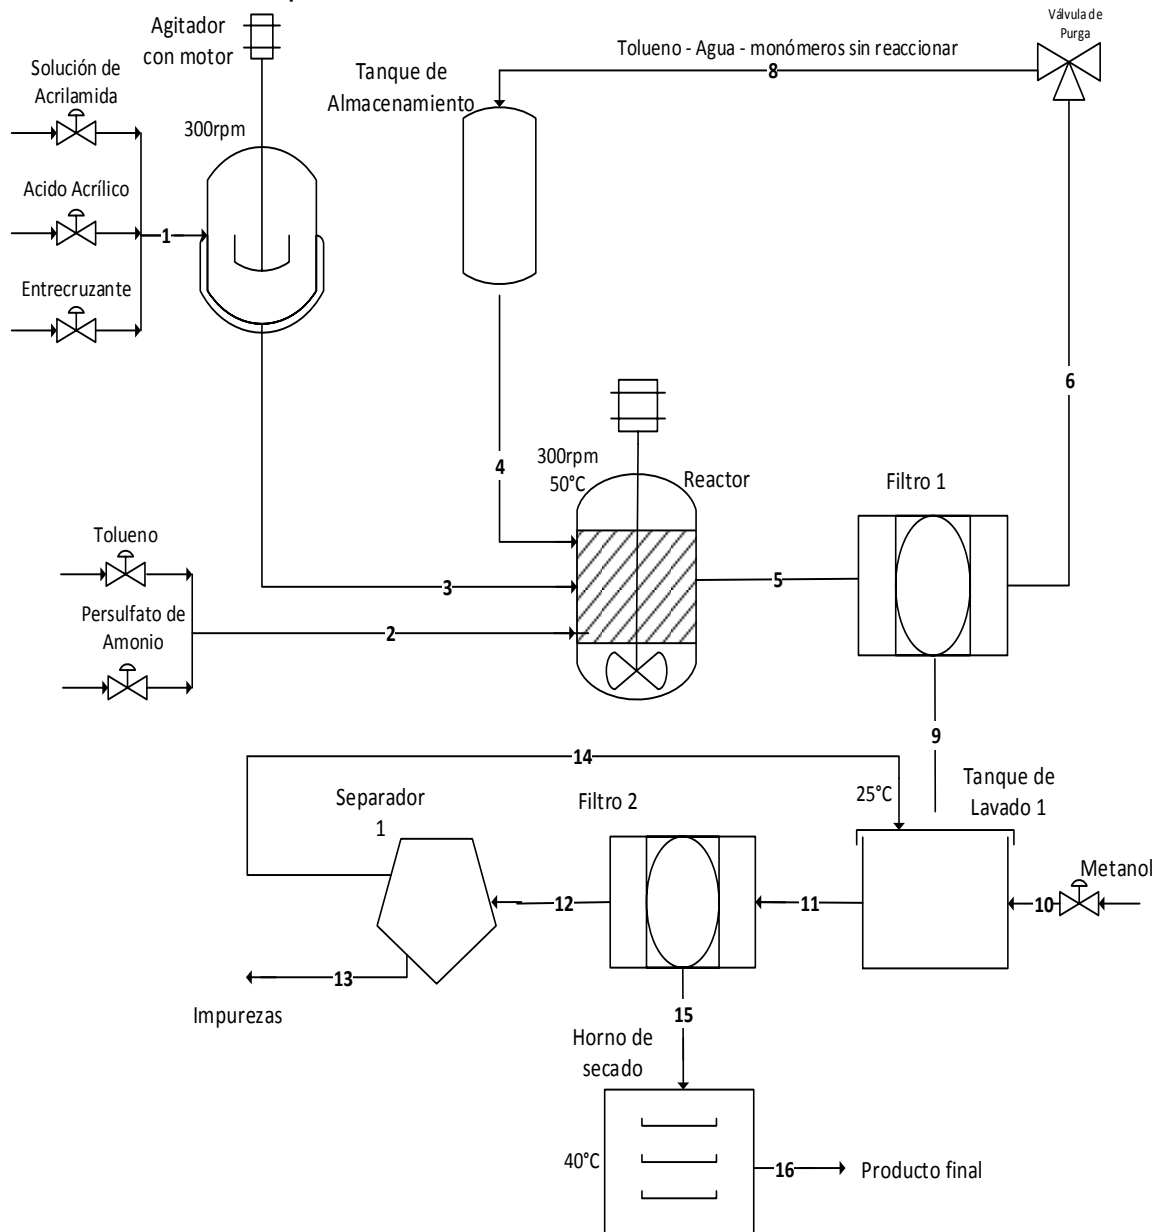 Agitador
con motor
Válvula de
Purga
Tolueno - Agua - monómeros sin reaccionar
8
Solución de
Acrilamida
Tanque de
Almacenamiento
300rpm
Acido Acrílico
1
Entrecruzante
6
4
300rpm
50°C
Reactor
Filtro 1
Tolueno
3
5
Persulfato de
Amonio
2
9
14
Separador
1
Filtro 2
25°C
Tanque de
Lavado 1
Metanol
12
11
10
13
Impurezas
15
Horno de
secado
40°C
16
Producto final